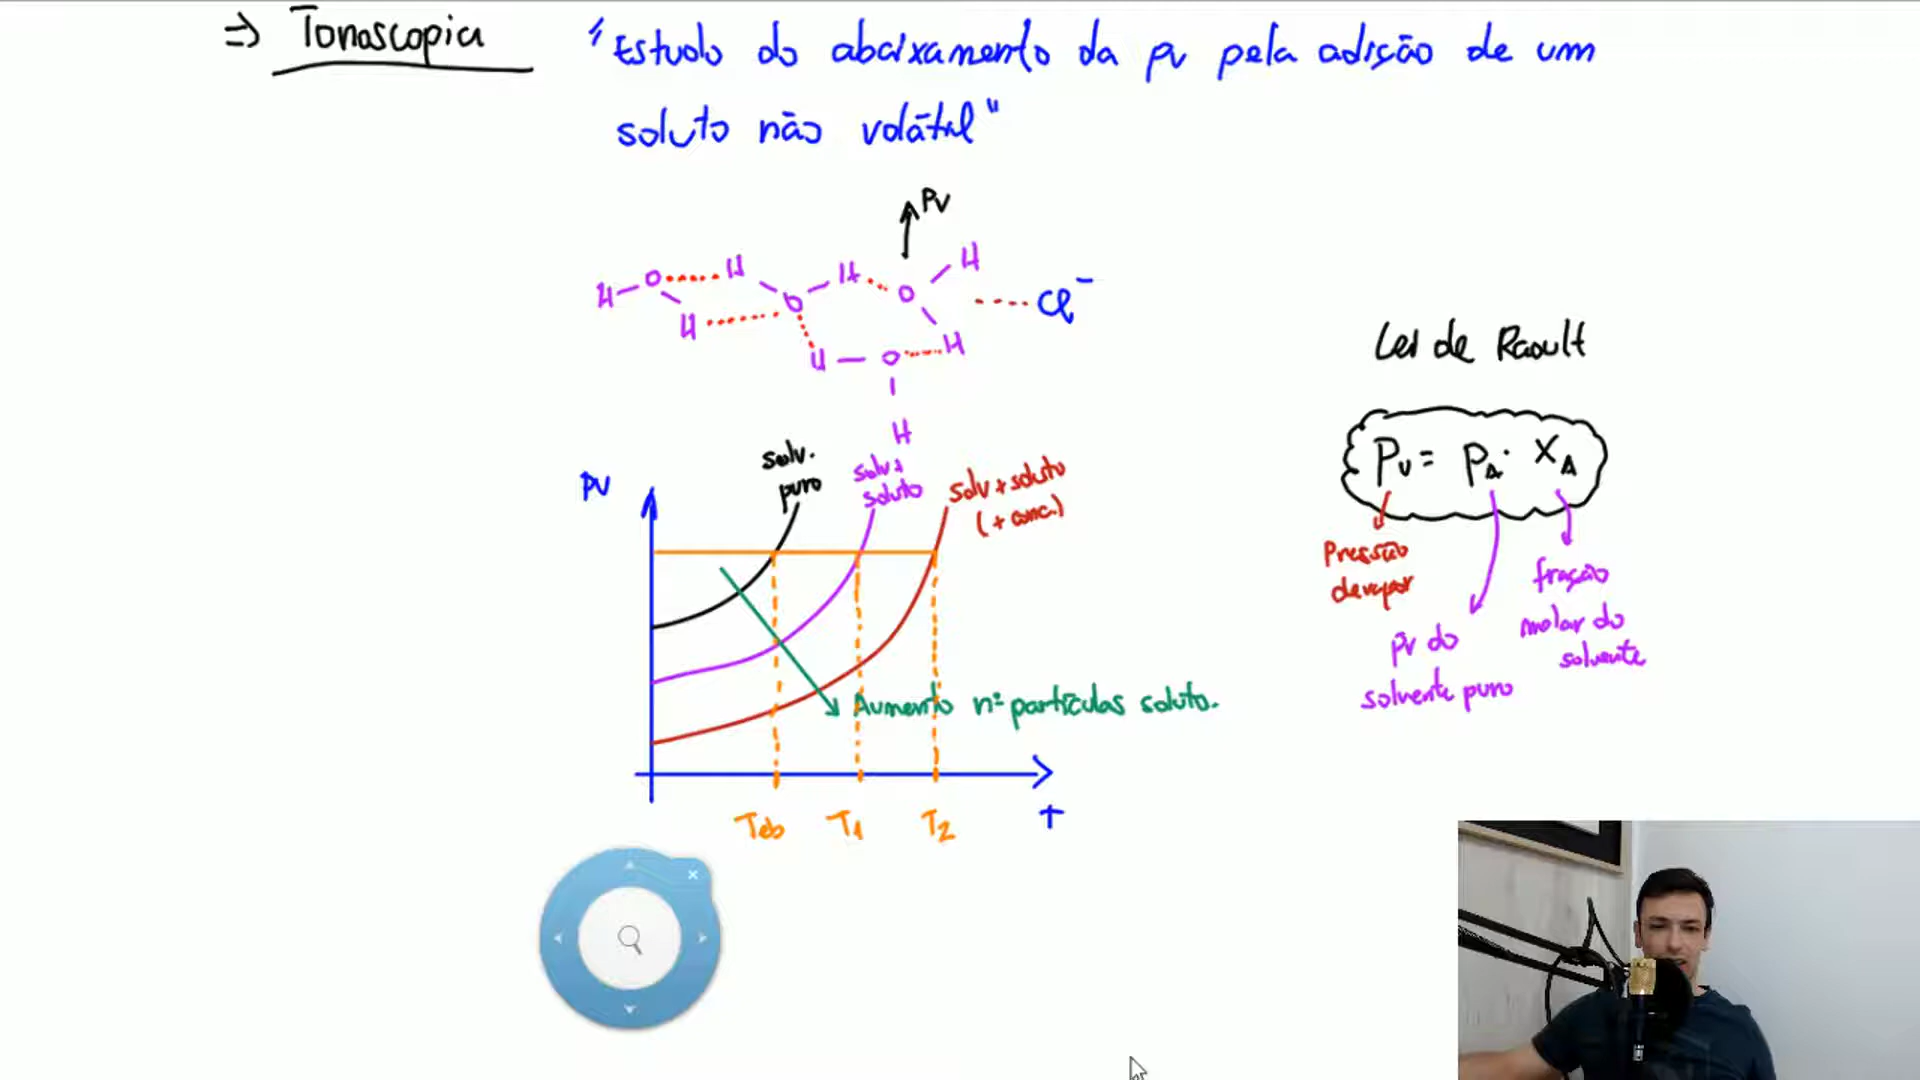 ⇒ Tonoscopia
"Estudo do abaixamento da pv pela adição de um
soluto não volátil"
PV
H O H H O H
H O Cl⁻
H O H
H
Lei de Raoult
Pv = PA · XA
Pressão
de vapor
pv do
solvente puro
fração
molar do
solvente
PV
solv.
puro
solv+
soluto
solv+soluto
(+ conc.)
Aumento nº partículas soluto.
Teb T1 T2 T